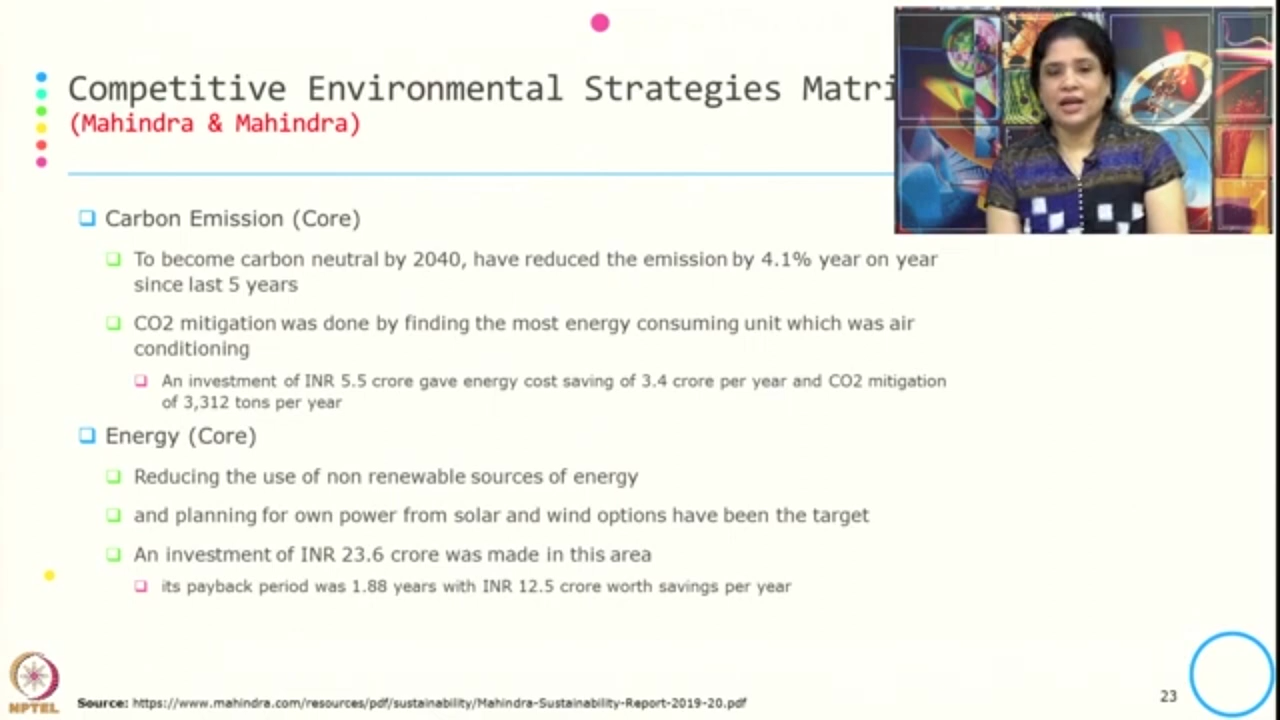 Competitive Environmental Strategies Matri
(Mahindra & Mahindra)
Carbon Emission (Core)
To become carbon neutral by 2040, have reduced the emission by 4.1% year on year
since last 5 years
CO2 mitigation was done by finding the most energy consuming unit which was air
conditioning
An investment of INR 5.5 crore gave energy cost saving of 3.4 crore per year and CO2 mitigation
of 3,312 tons per year
Energy (Core)
Reducing the use of non renewable sources of energy
and planning for own power from solar and wind options have been the target
An investment of INR 23.6 crore was made in this area
its payback period was 1.88 years with INR 12.5 crore worth savings per year
NPTEL
Source: https://www.mahindra.com/resources/pdf/sustainability/Mahindra-Sustainability-Report-2019-20.pdf
23